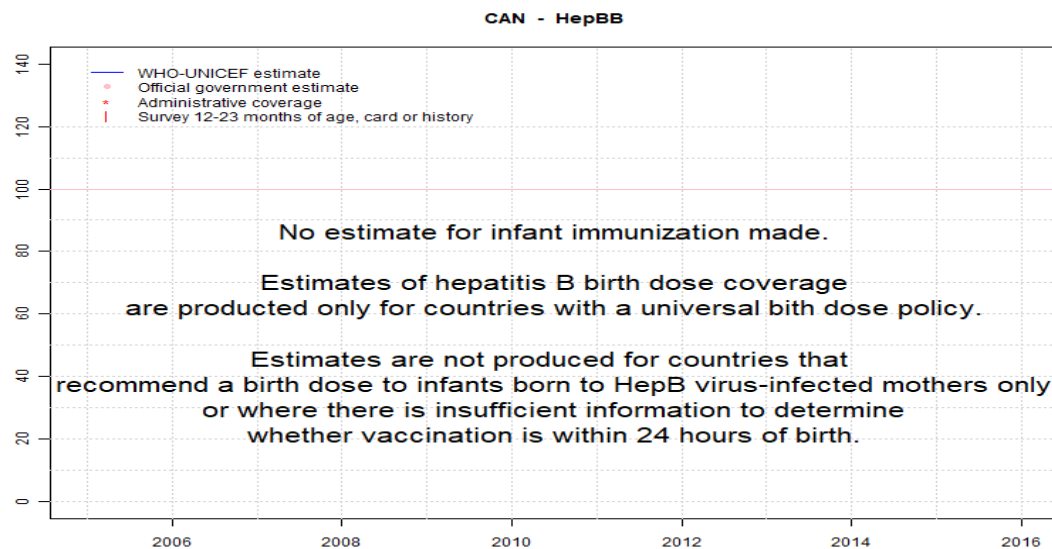 CAN - HepBB
WHO-UNICEF estimate
Official government estimate
Administrative coverage
Survey 12-23 months of age, card or history
140
120
100
80
60
40
20
0
No estimate for infant immunization made.
Estimates of hepatitis B birth dose coverage
are producted only for countries with a universal bith dose policy.
Estimates are not produced for countries that
recommend a birth dose to infants born to HepB virus-infected mothers only
or where there is insufficient information to determine
whether vaccination is within 24 hours of birth.
2006 2008 2010 2012 2014 2016